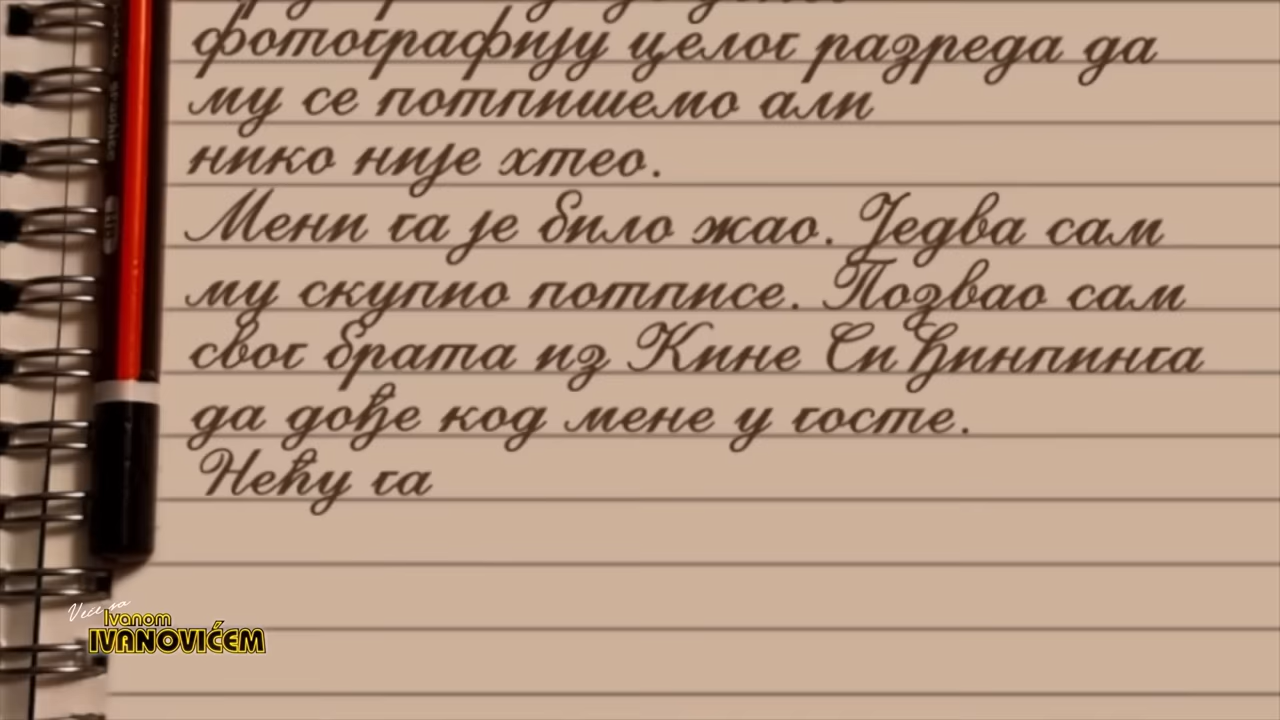 фотографију целог разреда да
му се потпишемо али
нико није хтео.
Мени га је било жао. Једва сам
му скупио потписе. Позвао сам
свог брата из Кине Си Ђинпинга
да дође код мене у госте.
Нећу га
Veče sa
Ivanom
IVANOVIĆEM